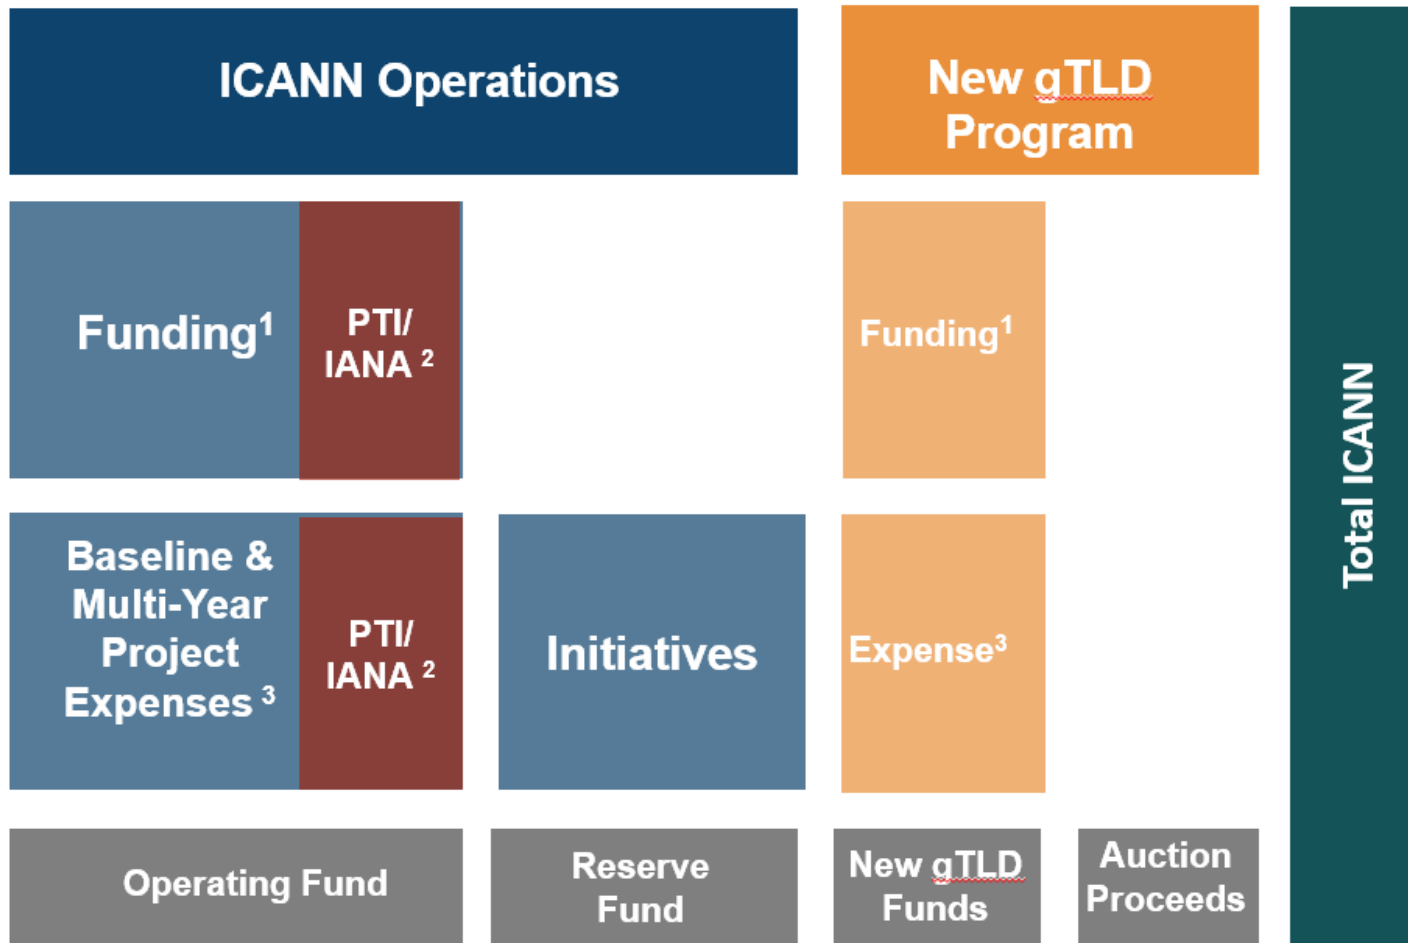 ICANN Operations
New gTLD
Program
Funding¹
PTI/
IANA ²
Funding¹
Baseline &
Multi-Year
Project
Expenses ³
PTI/
IANA ²
Initiatives
Expense³
Operating Fund
Reserve
Fund
New gTLD
Funds
Auction
Proceeds
Total ICANN